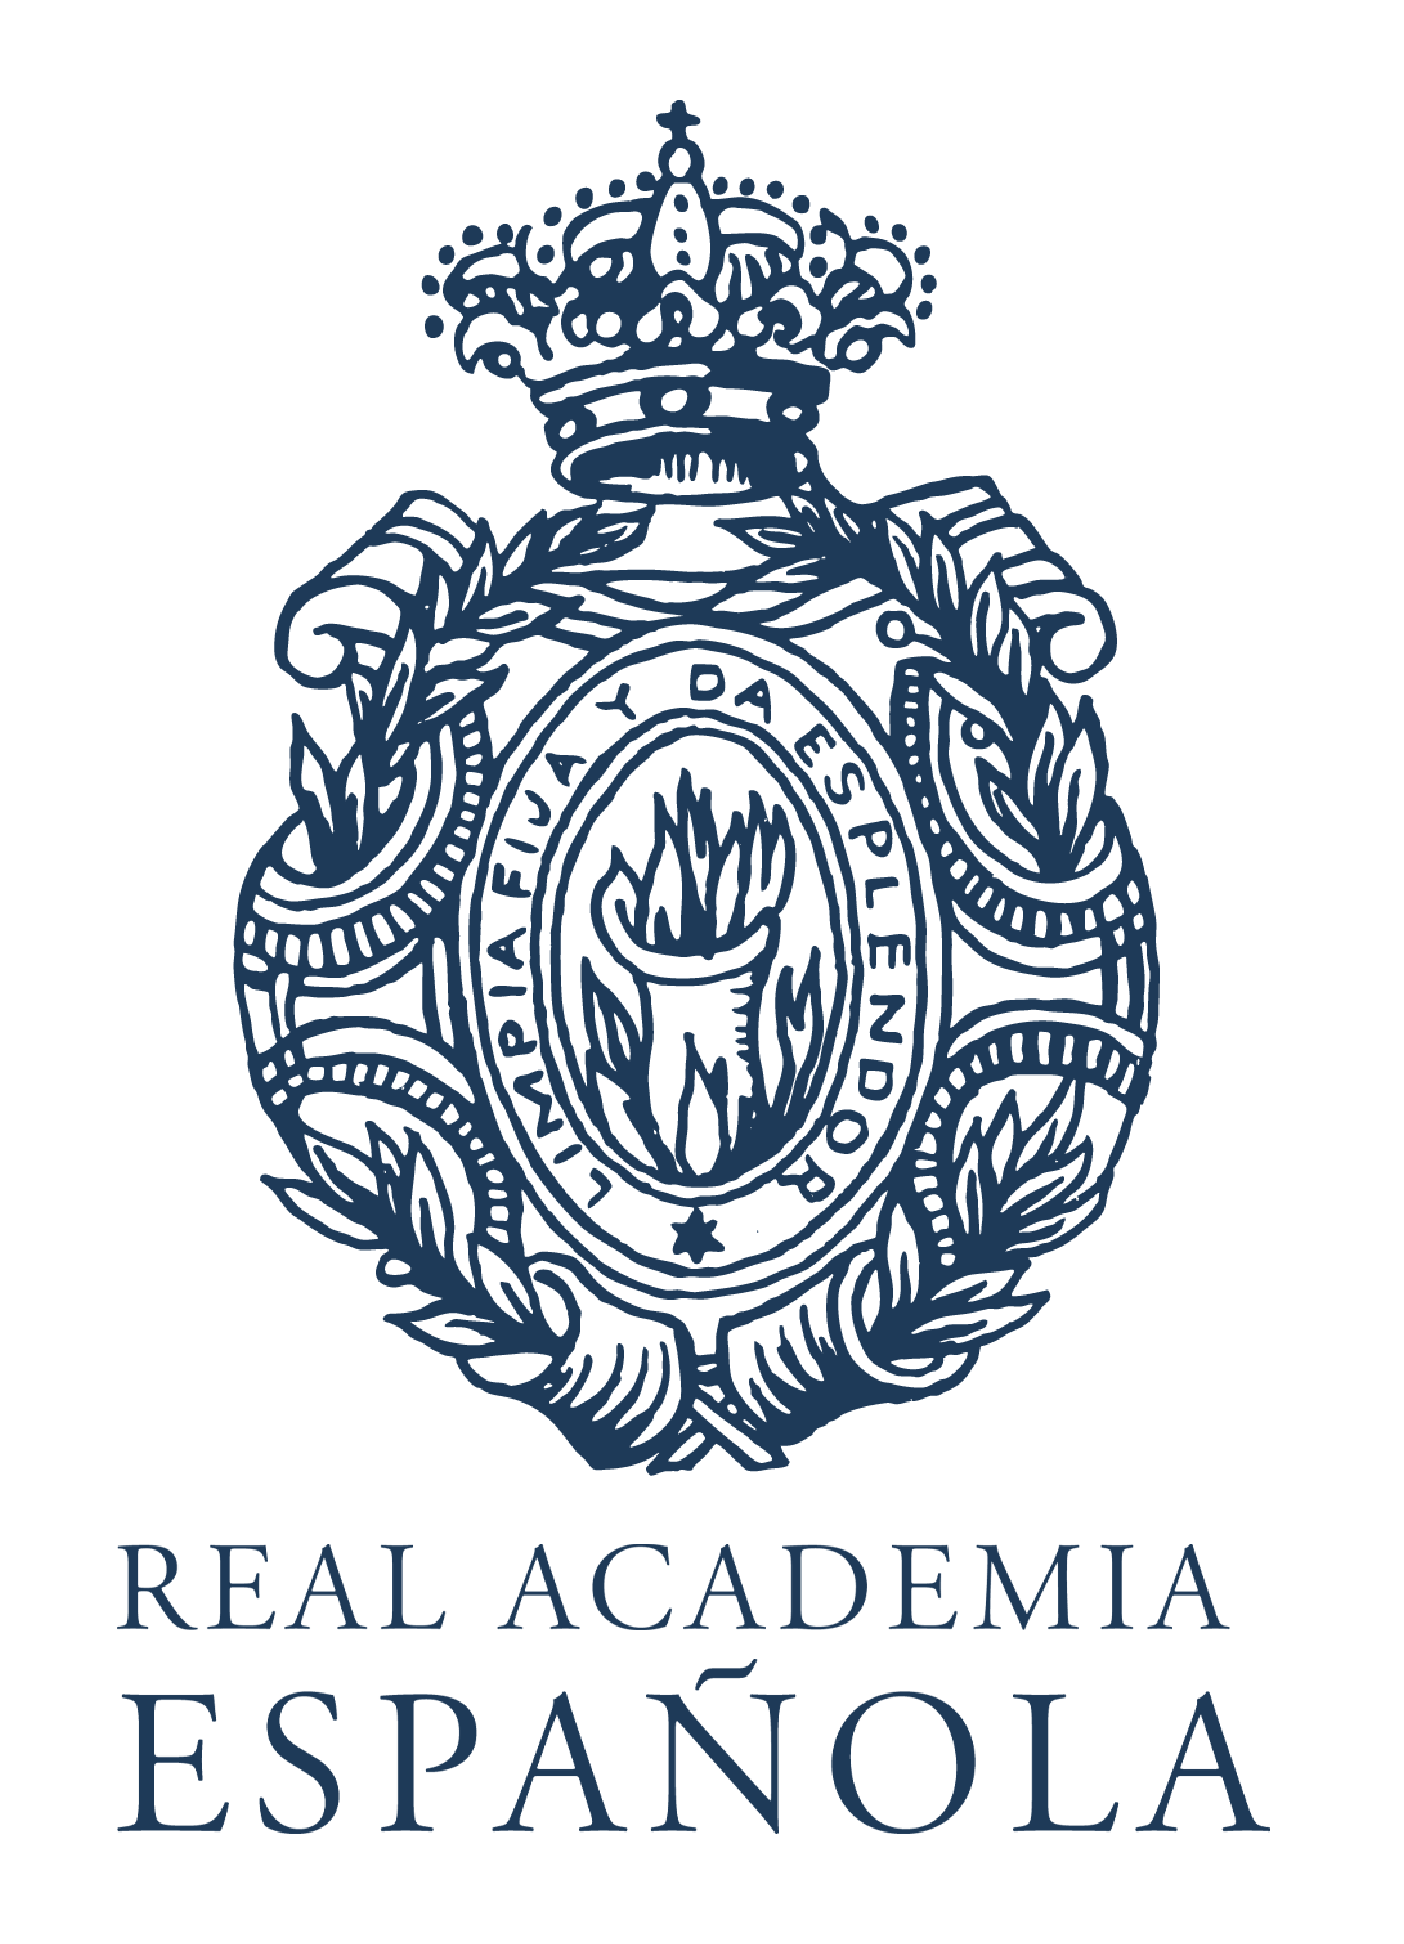 LIMPIA FIJA Y DA ESPLENDOR
REAL ACADEMIA
ESPAÑOLA